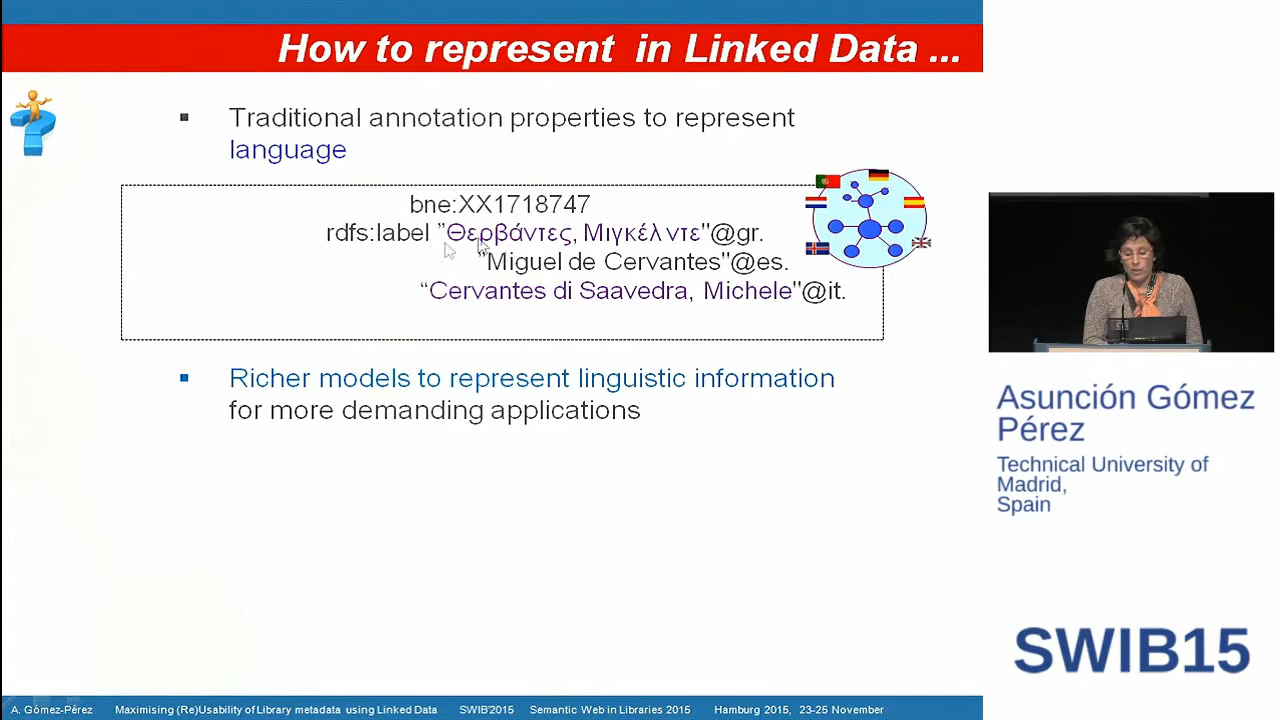 How to represent in Linked Data ...
Traditional annotation properties to represent
language
bne:XX1718747
rdfs:label "Θερβάντες, Μιγκέλ ντε"@gr.
"Miguel de Cervantes"@es.
“Cervantes di Saavedra, Michele"@it.
Richer models to represent linguistic information
for more demanding applications
Asunción Gómez
Pérez
Technical University of
Madrid,
Spain
SWIB15
A. Gómez-Pérez Maximising (Re)Usability of Library metadata using Linked Data SWIB'2015 Semantic Web in Libraries 2015 Hamburg 2015, 23-25 November